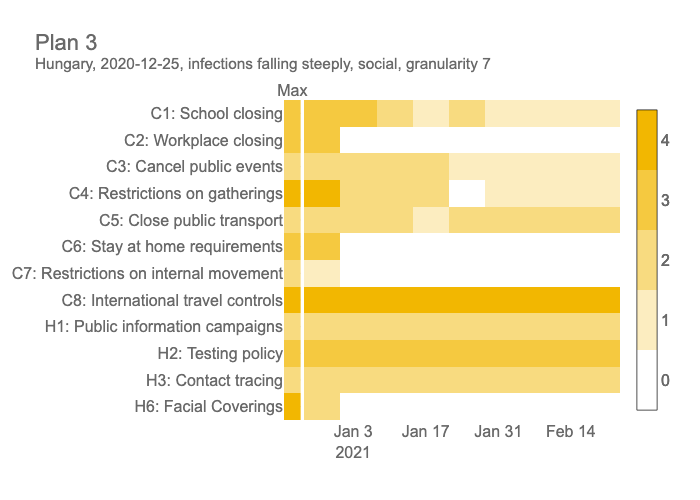 Plan 3
Hungary, 2020-12-25, infections falling steeply, social, granularity 7
Max
C1: School closing
C2: Workplace closing
C3: Cancel public events
C4: Restrictions on gatherings
C5: Close public transport
C6: Stay at home requirements
C7: Restrictions on internal movement
C8: International travel controls
H1: Public information campaigns
H2: Testing policy
H3: Contact tracing
H6: Facial Coverings
Jan 3 Jan 17 Jan 31 Feb 14
2021
4
3
2
1
0